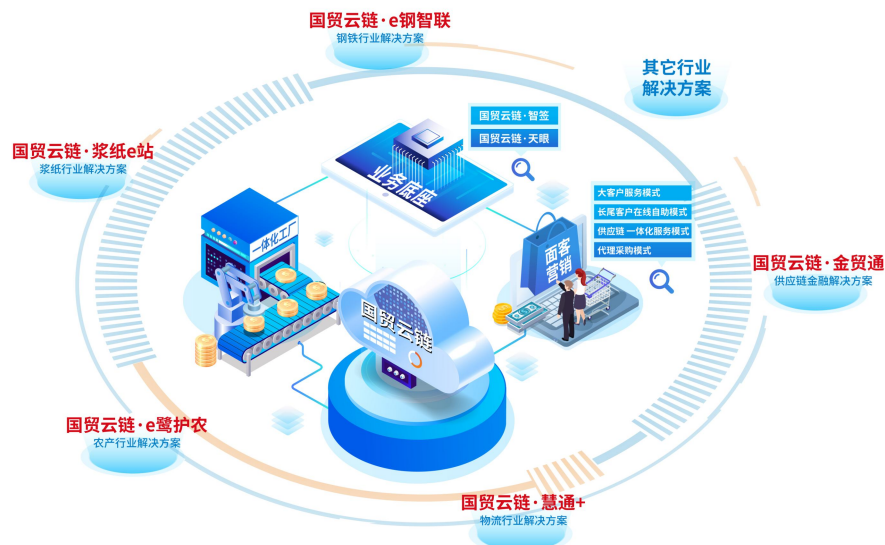 国贸云链·e钢智联
钢铁行业解决方案
其它行业
解决方案
国贸云链·智签
国贸云链·天眼
国贸云链·浆纸e站
浆纸行业解决方案
业务底座
大客户服务模式
长尾客户在线自助模式
供应链一体化服务模式
代理采购模式
一体化工厂
面客
营销
国贸云链·金贸通
供应链金融解决方案
国贸云链
国贸云链·e鹭护农
农产行业解决方案
国贸云链·慧通+
物流行业解决方案